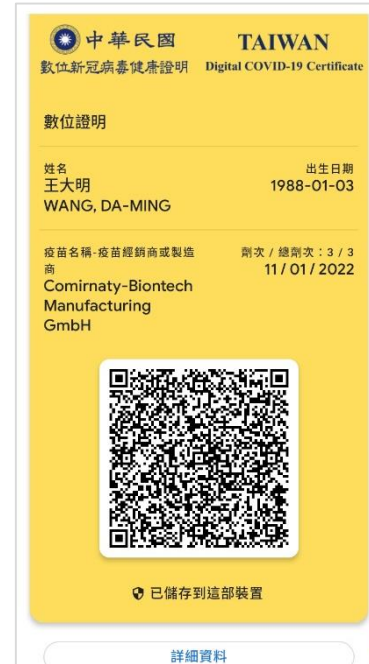 中華民國 TAIWAN
數位新冠病毒健康證明 Digital COVID-19 Certificate
數位證明
姓名 出生日期
王大明 1988-01-03
WANG, DA-MING
疫苗名稱-疫苗經銷商或製造 劑次 / 總劑次：3 / 3
商 11 / 01 / 2022
Comirnaty-Biontech
Manufacturing
GmbH
已儲存到這部裝置
詳細資料